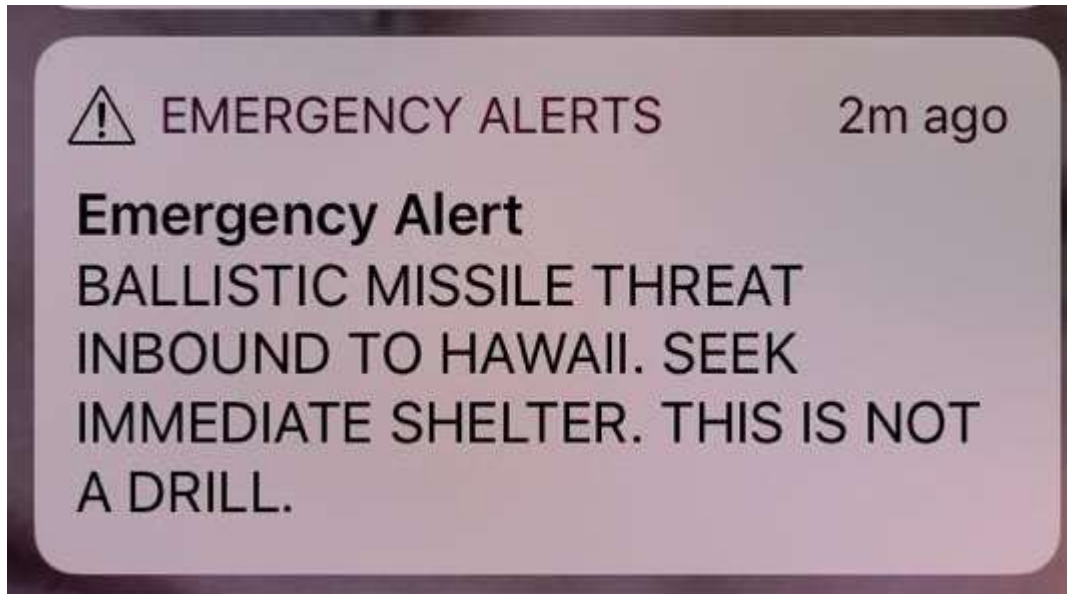 EMERGENCY ALERTS 2m ago
Emergency Alert
BALLISTIC MISSILE THREAT
INBOUND TO HAWAII. SEEK
IMMEDIATE SHELTER. THIS IS NOT
A DRILL.